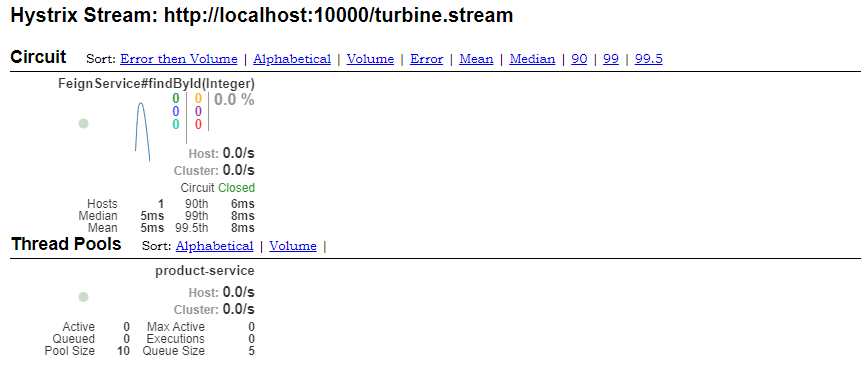 Hystrix Stream: http://localhost:10000/turbine.stream
Circuit Sort: Error then Volume | Alphabetical | Volume | Error | Mean | Median | 90 | 99 | 99.5
FeignService#findById(Integer)
0 0 0.0 %
0 0
0 0
Host: 0.0/s
Cluster: 0.0/s
Circuit Closed
Hosts 1 90th 6ms
Median 5ms 99th 8ms
Mean 5ms 99.5th 8ms
Thread Pools Sort: Alphabetical | Volume |
product-service
Host: 0.0/s
Cluster: 0.0/s
Active 0 Max Active 0
Queued 0 Executions 0
Pool Size 10 Queue Size 5